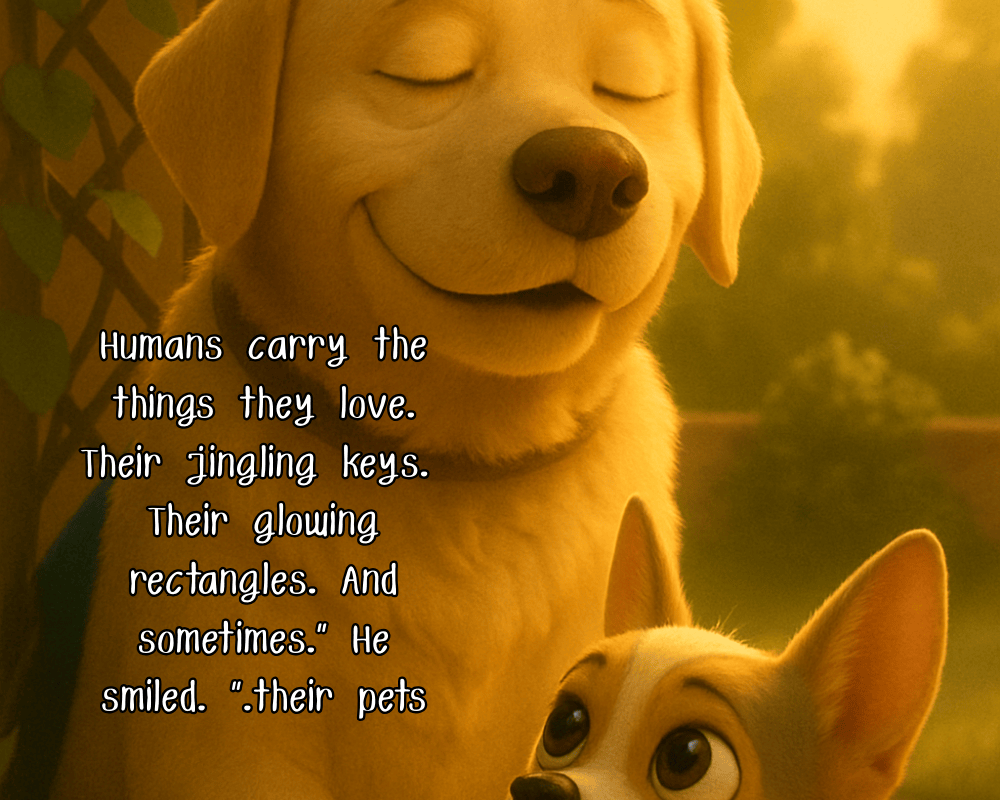 Humans carry the
things they love.
Their jingling keys.
Their glowing
rectangles. And
sometimes." He
smiled. ".their pets